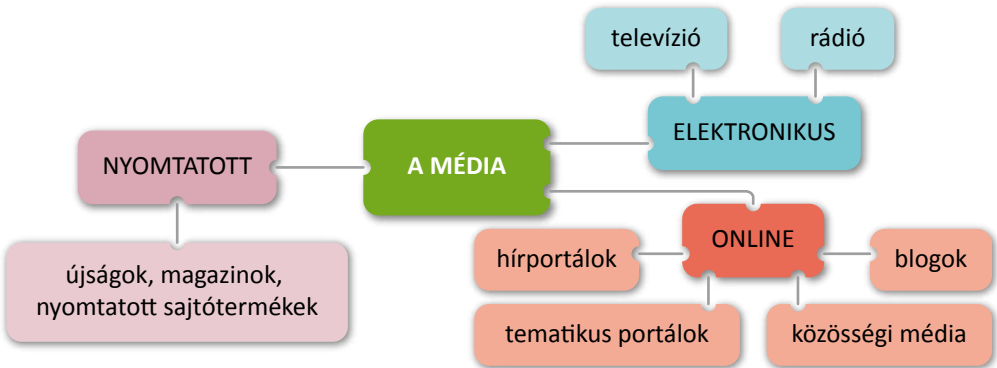 televízió
rádió
ELEKTRONIKUS
NYOMTATOTT
A MÉDIA
újságok, magazinok,
nyomtatott sajtótermékek
ONLINE
hírportálok
blogok
tematikus portálok
közösségi média